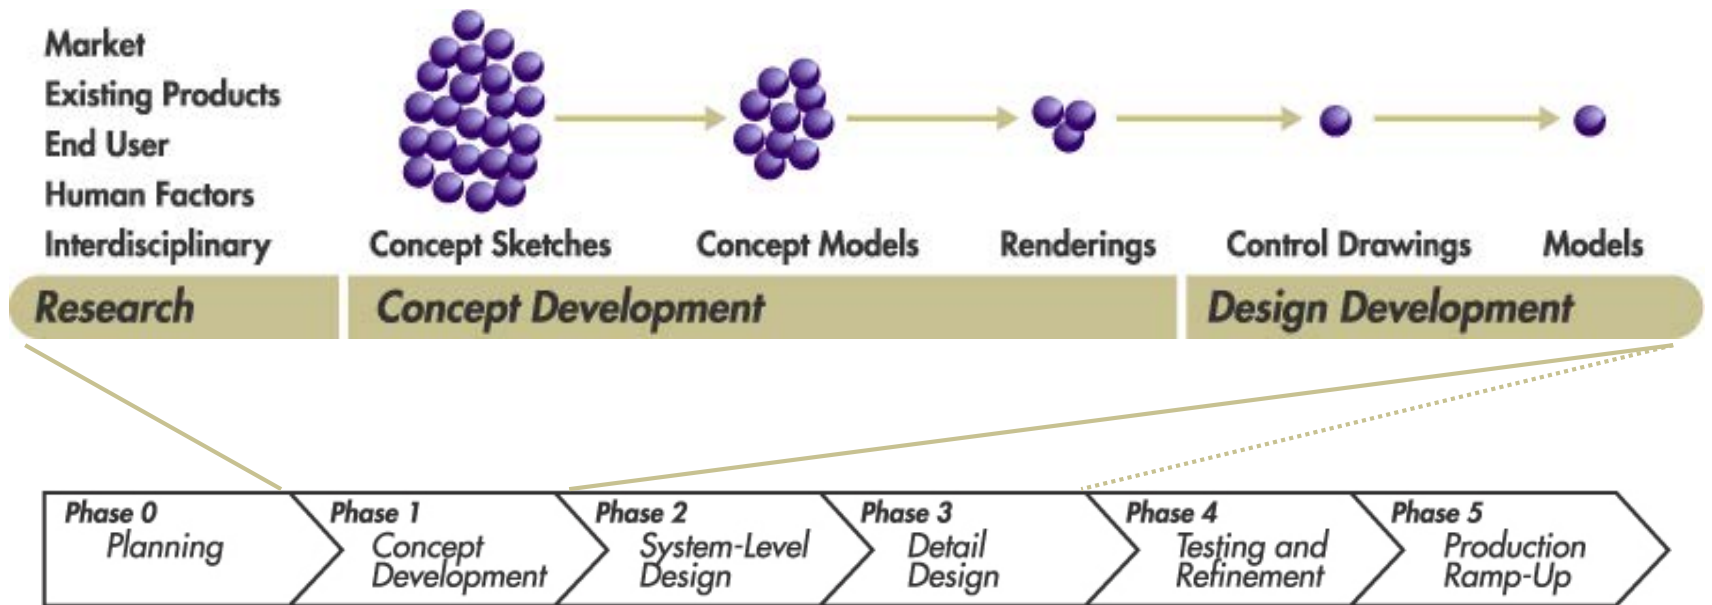 Market
Existing Products
End User
Human Factors
Interdisciplinary
Concept Sketches
Concept Models
Renderings
Control Drawings
Models
Research
Concept Development
Design Development
Phase 0
Planning
Phase 1
Concept
Development
Phase 2
System-Level
Design
Phase 3
Detail
Design
Phase 4
Testing and
Refinement
Phase 5
Production
Ramp-Up